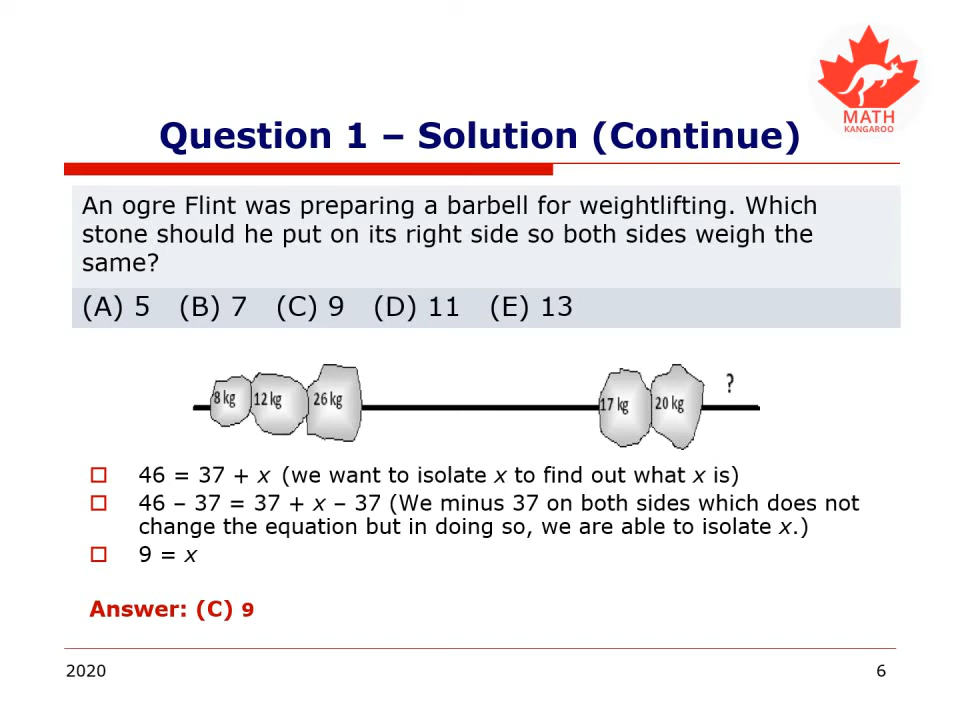 MATH
KANGAROO
Question 1 – Solution (Continue)
An ogre Flint was preparing a barbell for weightlifting. Which
stone should he put on its right side so both sides weigh the
same?
(A) 5 (B) 7 (C) 9 (D) 11 (E) 13
8 kg 12 kg 26 kg 17 kg 20 kg ?
46 = 37 + x (we want to isolate x to find out what x is)
46 – 37 = 37 + x – 37 (We minus 37 on both sides which does not
change the equation but in doing so, we are able to isolate x.)
9 = x
Answer: (C) 9
2020 6